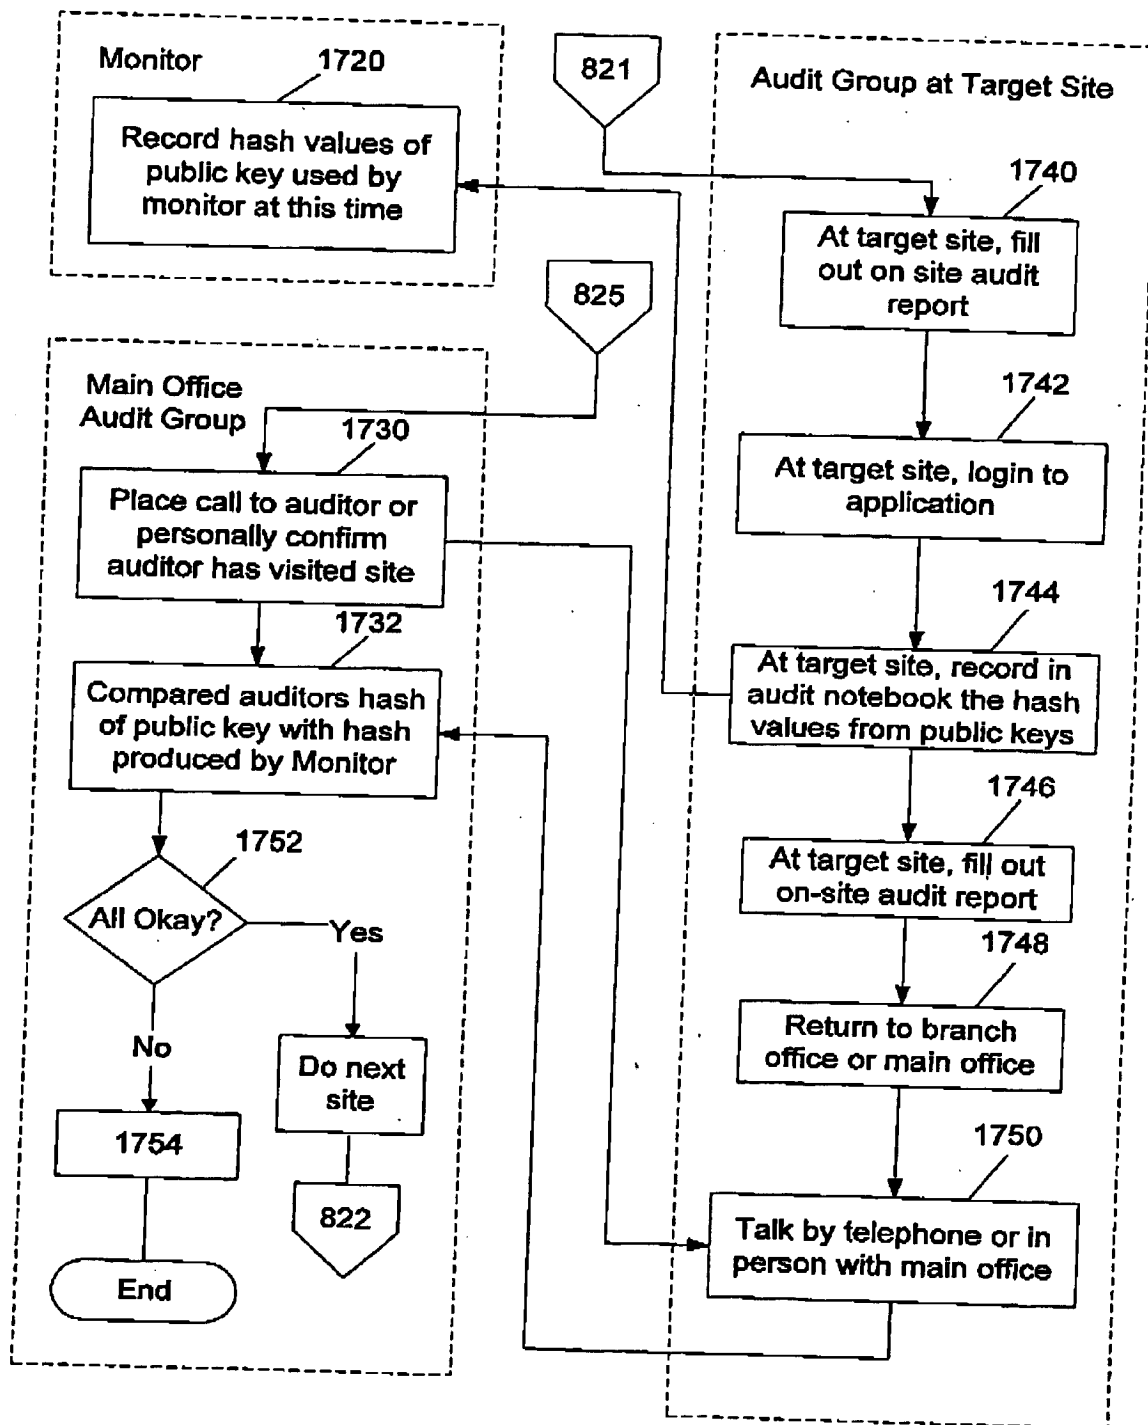 Monitor
1720
Record hash values of
public key used by
monitor at this time
821
Audit Group at Target Site
1740
At target site, fill
out on site audit
report
825
Main Office
Audit Group
1730
Place call to auditor or
personally confirm
auditor has visited site
1732
Compared auditors hash
of public key with hash
produced by Monitor
1752
All Okay?
Yes
No
Do next
site
1754
822
End
1742
At target site, login to
application
1744
At target site, record in
audit notebook the hash
values from public keys
1746
At target site, fill out
on-site audit report
1748
Return to branch
office or main office
1750
Talk by telephone or in
person with main office